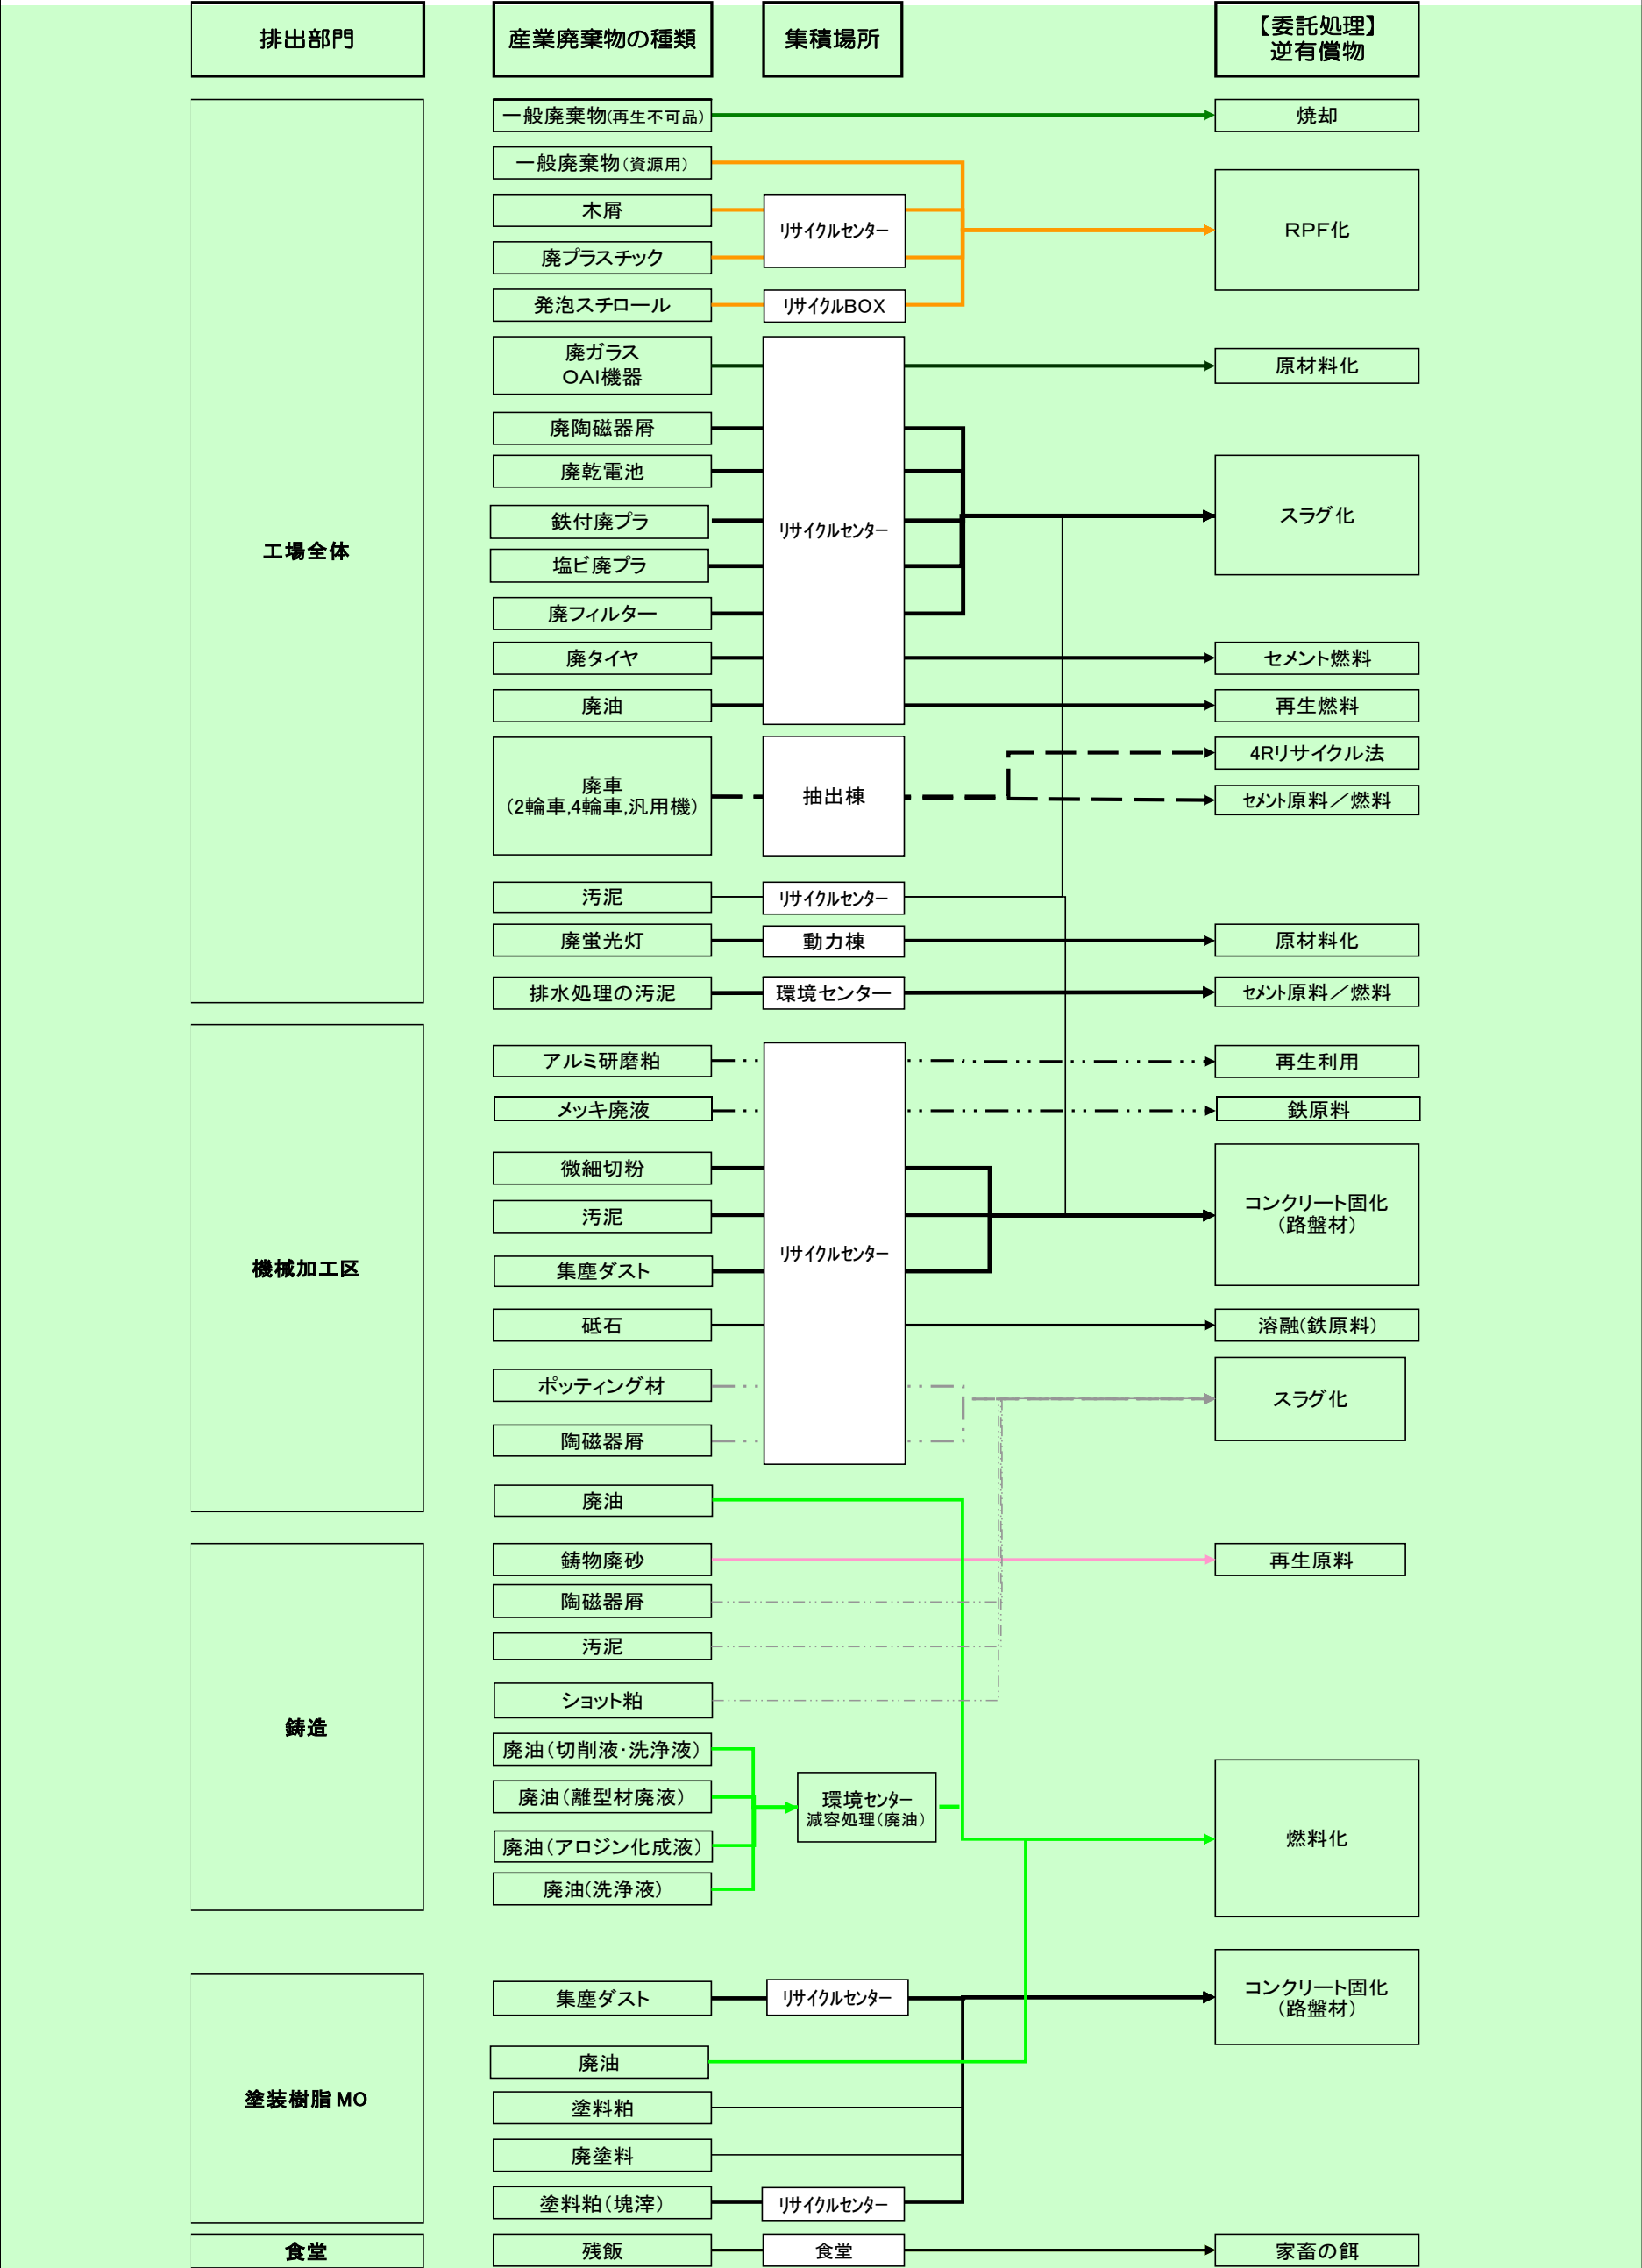 排出部門
産業廃棄物の種類
集積場所
【委託処理】
逆有償物
工場全体
一般廃棄物(再生不可品)
焼却
一般廃棄物(資源用)
木屑
廃プラスチック
リサイクルセンター
RPF化
発泡スチロール
リサイクルBOX
廃ガラス
OAI機器
原材料化
廃陶磁器屑
廃乾電池
鉄付廃プラ
塩ビ廃プラ
廃フィルター
リサイクルセンター
スラグ化
廃タイヤ
セメント燃料
廃油
再生燃料
廃車
(2輪車,4輪車,汎用機)
抽出棟
4Rリサイクル法
セメント原料／燃料
汚泥
リサイクルセンター
廃蛍光灯
動力棟
原材料化
排水処理の汚泥
環境センター
セメント原料／燃料
機械加工区
アルミ研磨粕
再生利用
メッキ廃液
鉄原料
微細切粉
汚泥
集塵ダスト
リサイクルセンター
コンクリート固化
(路盤材)
砥石
溶融(鉄原料)
ポッティング材
陶磁器屑
スラグ化
廃油
鋳造
鋳物廃砂
再生原料
陶磁器屑
汚泥
ショット粕
廃油(切削液·洗浄液)
廃油(離型材廃液)
廃油(アロジン化成液)
廃油(洗浄液)
環境センター
減容処理(廃油)
燃料化
塗装樹脂 MO
集塵ダスト
リサイクルセンター
コンクリート固化
(路盤材)
廃油
塗料粕
廃塗料
塗料粕(塊滓)
リサイクルセンター
食堂
残飯
食堂
家畜の餌